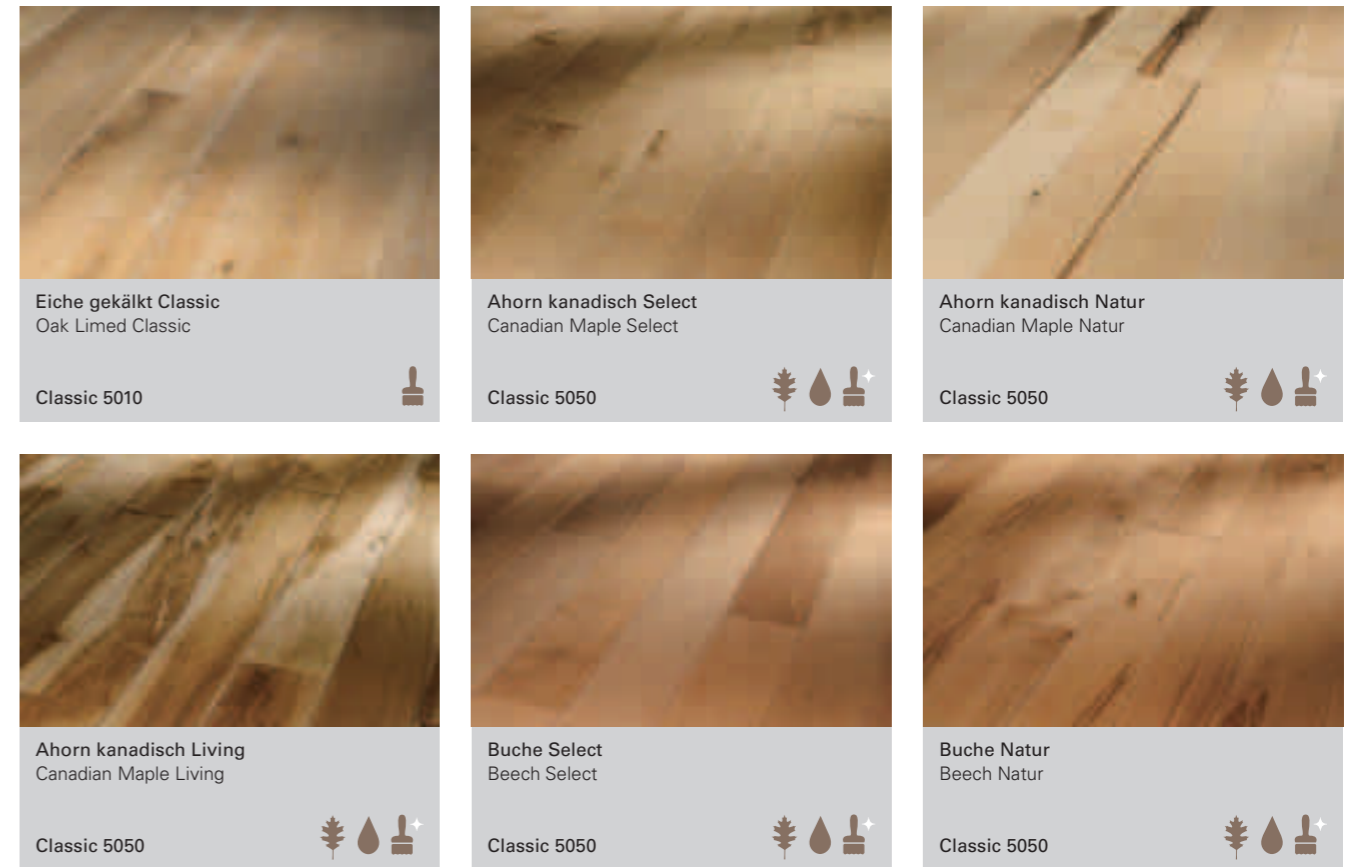 Eiche gekälkt Classic
Oak Limed Classic
Classic 5010
Ahorn kanadisch Select
Canadian Maple Select
Classic 5050
Ahorn kanadisch Natur
Canadian Maple Natur
Classic 5050
Ahorn kanadisch Living
Canadian Maple Living
Classic 5050
Buche Select
Beech Select
Classic 5050
Buche Natur
Beech Natur
Classic 5050